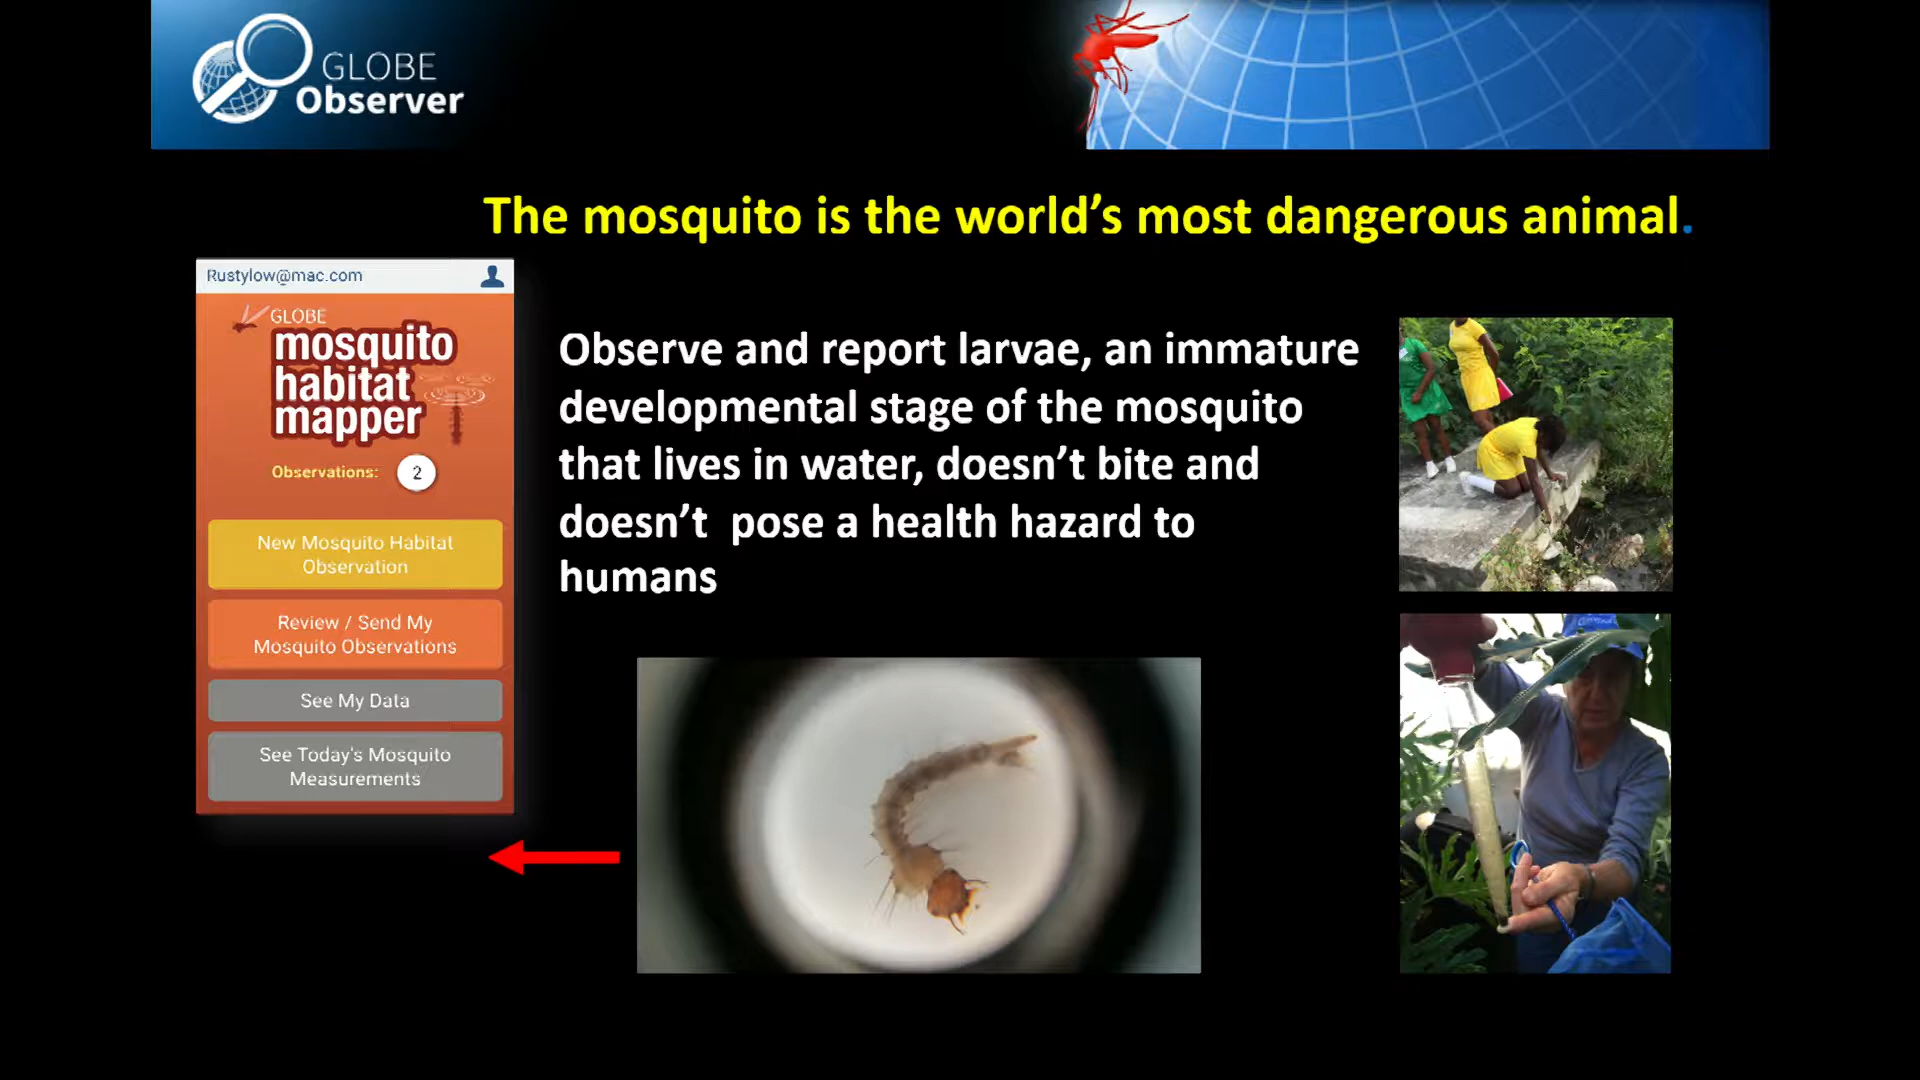 GLOBE
Observer
The mosquito is the world's most dangerous animal.
Rustylow@mac.com
GLOBE
mosquito
habitat
mapper
Observations: 2
New Mosquito Habitat
Observation
Review / Send My
Mosquito Observations
See My Data
See Today's Mosquito
Measurements
Observe and report larvae, an immature
developmental stage of the mosquito
that lives in water, doesn't bite and
doesn't pose a health hazard to
humans